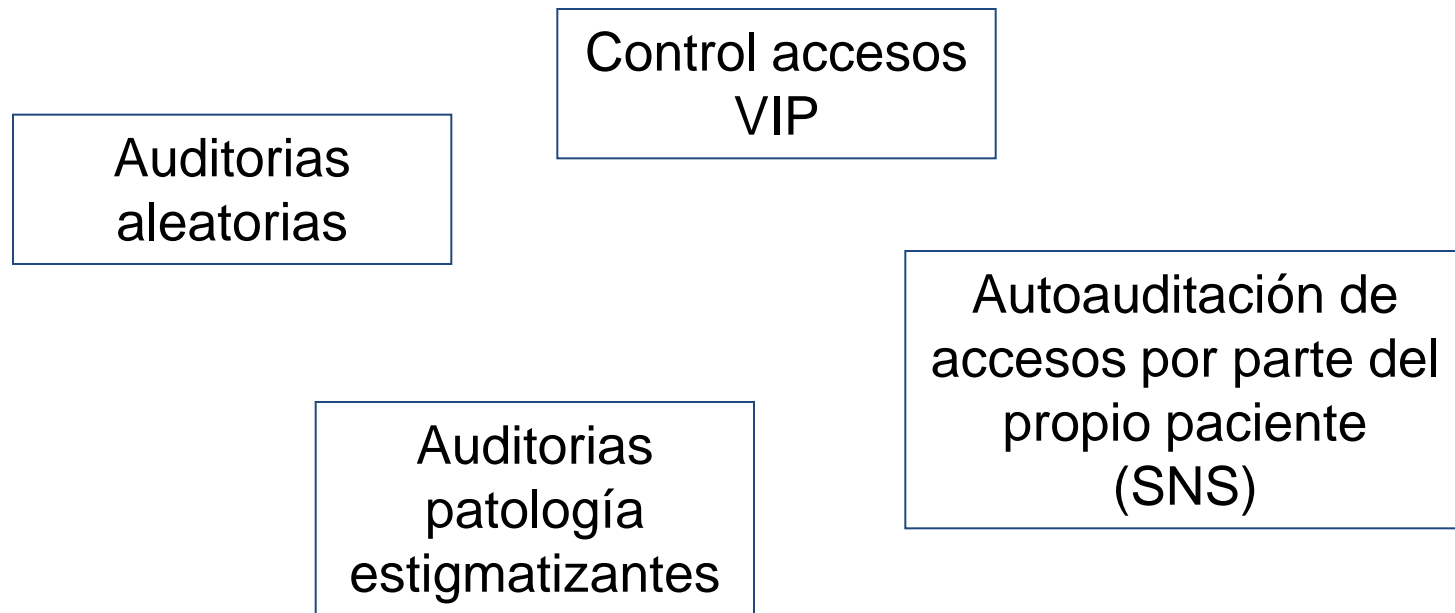 Control accesos
VIP
Auditorias
aleatorias
Autoauditación de
accesos por parte del
propio paciente
(SNS)
Auditorias
patología
estigmatizantes